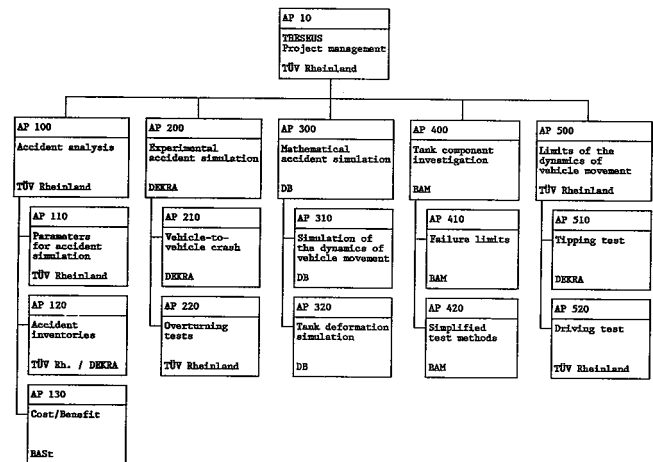 AP 10
THESEUS
Project management
TÜV Rheinland
AP 100
Accident analysis
TÜV Rheinland
AP 110
Parameters
for accident
simulation
TÜV Rheinland
AP 120
Accident
inventories
TÜV Rh. / DEKRA
AP 130
Cost/Benefit
BASt
AP 200
Experimental
accident simulation
DEKRA
AP 210
Vehicle-to-
vehicle crash
DEKRA
AP 220
Overturning
tests
TÜV Rheinland
AP 300
Mathematical
accident simulation
DB
AP 310
Simulation of
the dynamics of
vehicle movement
DB
AP 320
Tank deformation
simulation
DB
AP 400
Tank component
investigation
BAM
AP 410
Failure limits
BAM
AP 420
Simplified
test methods
BAM
AP 500
Limits of the
dynamics of
vehicle movement
TÜV Rheinland
AP 510
Tipping test
DEKRA
AP 520
Driving test
TÜV Rheinland